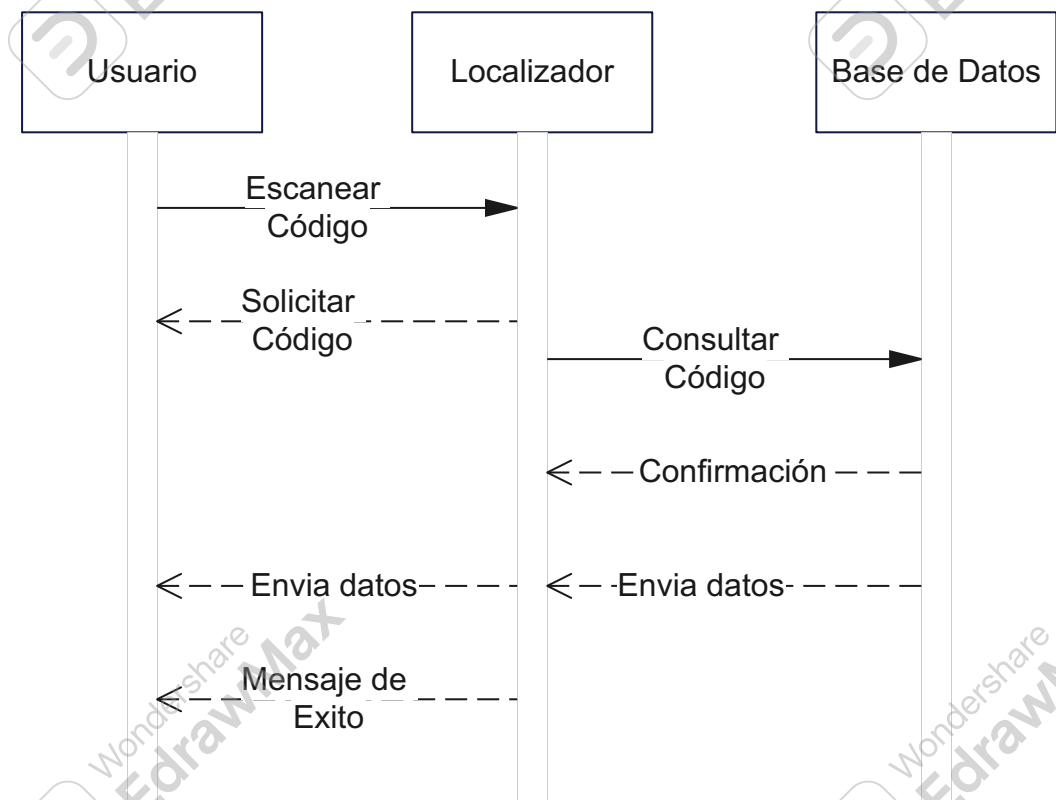 Usuario
Localizador
Base de Datos
Escanear
Código
Solicitar
Código
Consultar
Código
Confirmación
Envia datos
Envia datos
Mensaje de
Exito
Wondershare
EdrawMax
Wondershare